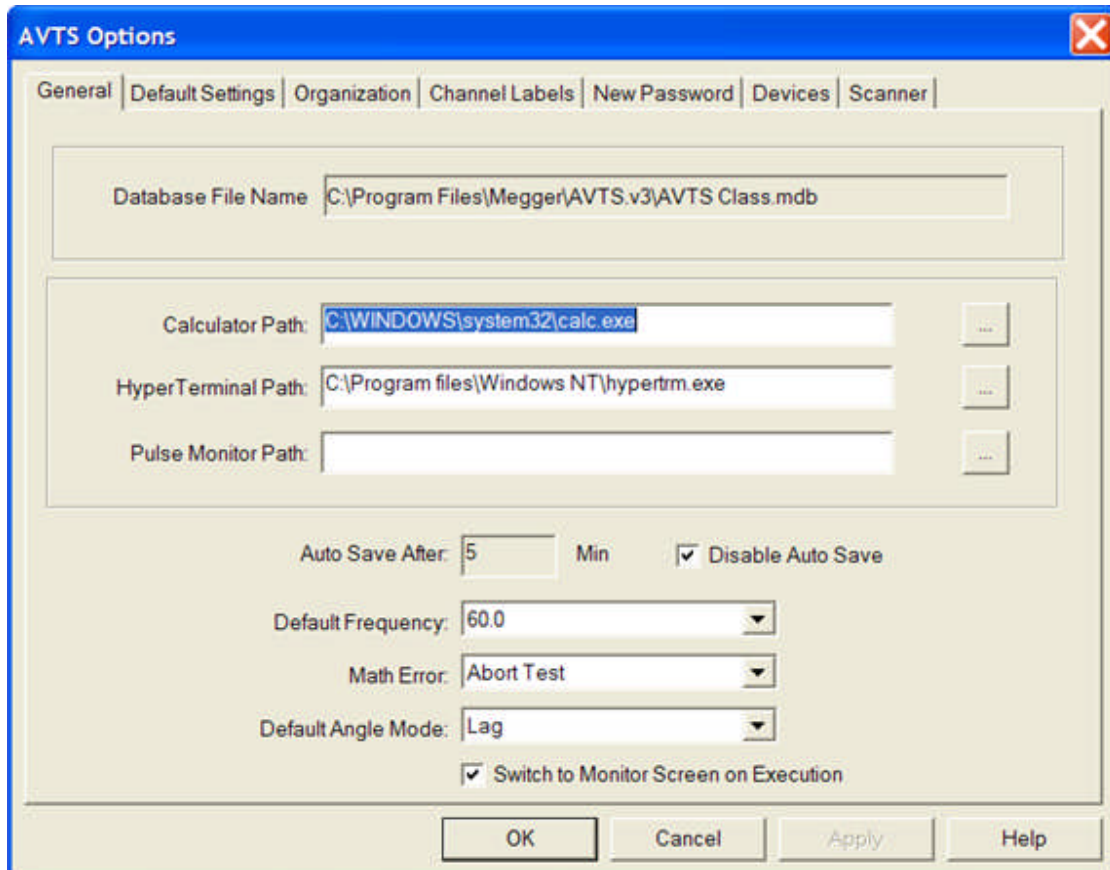 AVTS Options
General Default Settings Organization Channel Labels New Password Devices Scanner
Database File Name C:\Program Files\Megger\AVTS.v3\AVTS Class.mdb
Calculator Path: C:\WINDOWS\system32\calc.exe ...
HyperTerminal Path: C:\Program files\Windows NT\hypertrm.exe ...
Pulse Monitor Path: ...
Auto Save After: 5 Min Disable Auto Save
Default Frequency: 60.0
Math Error: Abort Test
Default Angle Mode: Lag
Switch to Monitor Screen on Execution
OK Cancel Apply Help